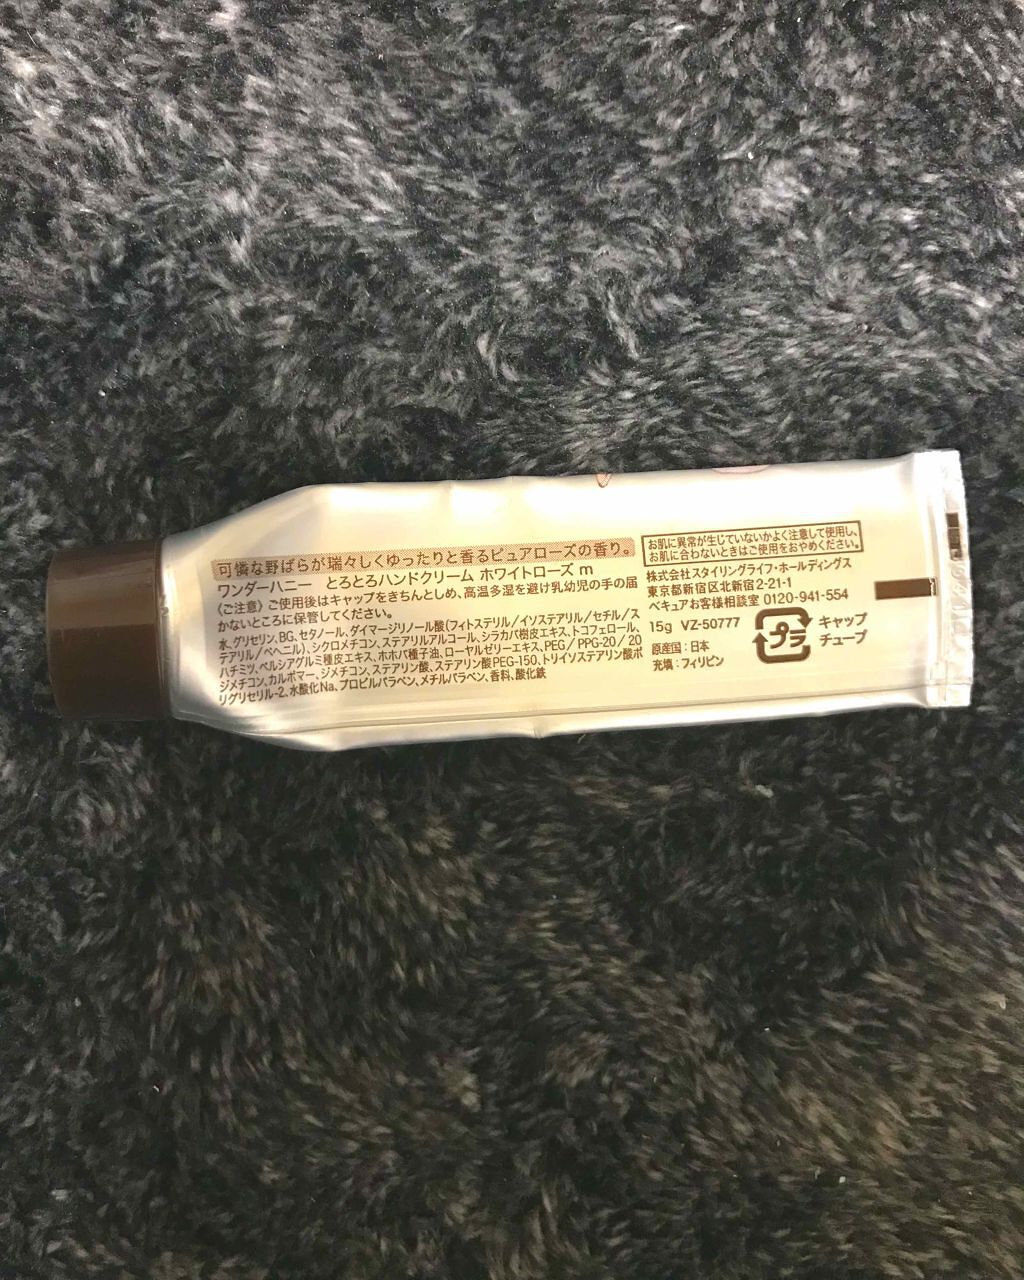 可憐な野ばらが瑞々しくゆったりと香るピュアローズの香り。
ワンダーハニー とろとろハンドクリーム ホワイトローズ m
《ご注意》ご使用後はキャップをきちんとしめ、高温多湿を避け乳幼児の手の届
かないところに保管してください。
水、グリセリン、BG、セタノール、ダイマージリノール酸(フィトステリル/イソステアリル/セチル/ス
テアリル/ベヘニル)、シクロメチコン、ステアリルアルコール、シラカバ樹皮エキス、トコフェロール、
ハチミツ、ペルシアグルミ種皮エキス、ホホバ種子油、ローヤルゼリーエキス、PEG/PPG-20/20
ジメチコン、カルボマー、ジメチコン、ステアリン酸、ステアリン酸PEG-150、トリイソステアリン酸ポ
リグリセリル-2、水酸化Na、プロピルパラベン、メチルパラベン、香料、酸化鉄
お肌に異常が生じていないかよく注意して使用し、
お肌に合わないときはご使用をおやめください。
株式会社スタイリングライフ・ホールディングス
東京都新宿区北新宿2-21-1
ベキュアお客様相談室 0120-941-554
15g VZ-50777
原産国:日本
充填:フィリピン
プラ
キャップ
チューブ